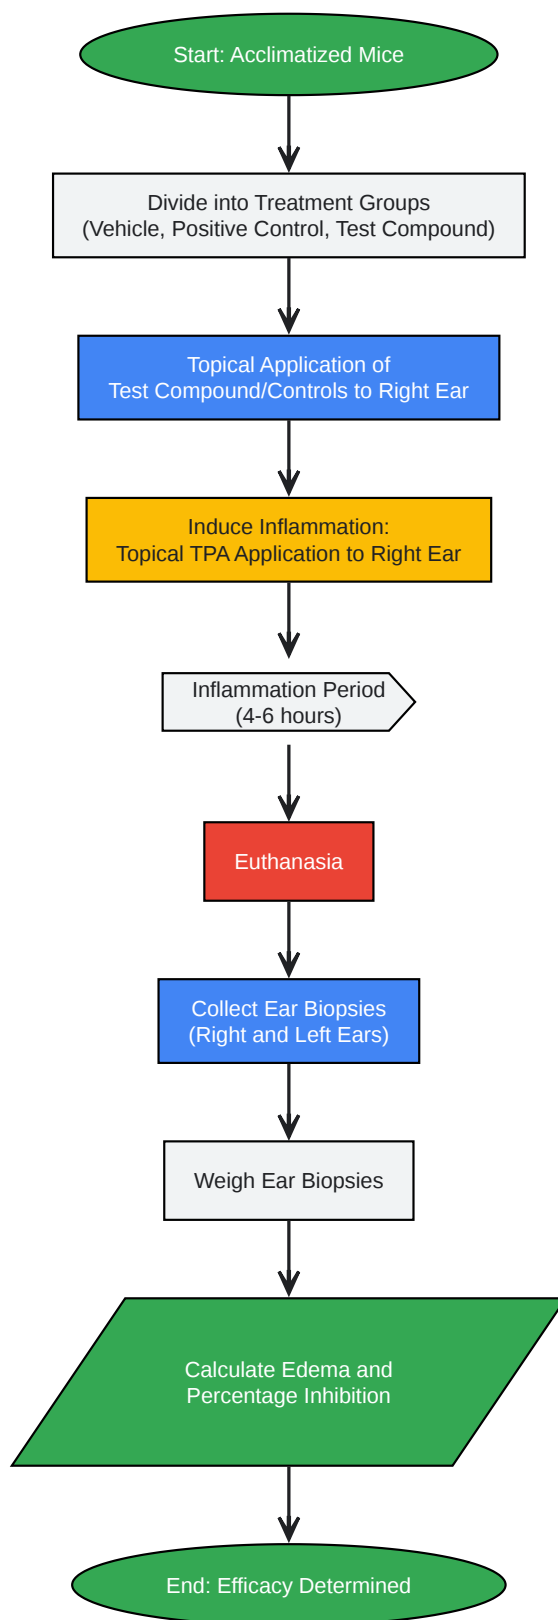 Start: Acclimatized Mice
Divide into Treatment Groups
(Vehicle, Positive Control, Test Compound)
Topical Application of
Test Compound/Controls to Right Ear
Induce Inflammation:
Topical TPA Application to Right Ear
Inflammation Period
(4-6 hours)
Euthanasia
Collect Ear Biopsies
(Right and Left Ears)
Weigh Ear Biopsies
Calculate Edema and
Percentage Inhibition
End: Efficacy Determined